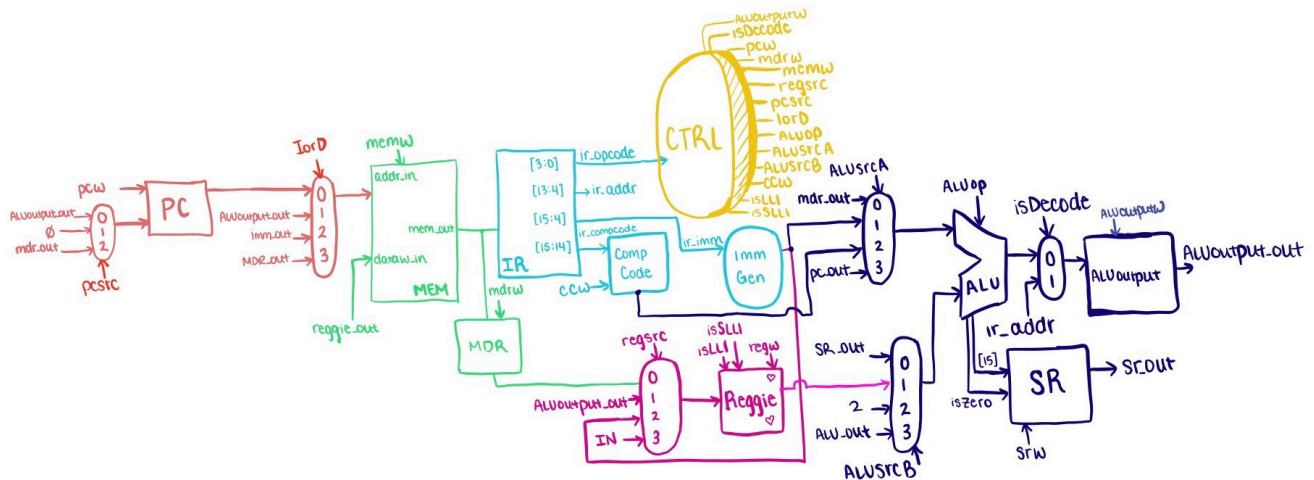 ALUOutputW
isDecode
pcw
mdrw
memw
regsrc
pcsrc
IorD
ALUOP
ALUSrcA
ALUSrcB
CCW
isLLI
isSLLI
CTRL
pcw
PC
ALUoutput_out
0
Ø
1
mdr_out
2
pcsrc
IorD
0
ALUoutput_out
1
imm_out
2
MDR_out
3
memw
addr_in
mem_out
dataw_in
MEM
reggie_out
mdrw
MDR
[3:0]
ir_opcode
[13:4]
ir_addr
[15:4]
[15:14]
ir_compcode
IR
CCW
Comp
Code
ir_imm
Imm
Gen
regsrc
0
ALUoutput_out
1
2
IN
3
isSLLI
isLLI
regw
Reggie
ALUSrcA
mdr_out
0
1
2
pc_out
3
SR_out
0
1
2
2
ALU_out
3
ALUSrcB
ALUop
ALU
isDecode
0
1
ir_addr
ALUOutputW
ALUoutput
ALUoutput_out
[15]
isZero
SR
Sr_out
srw